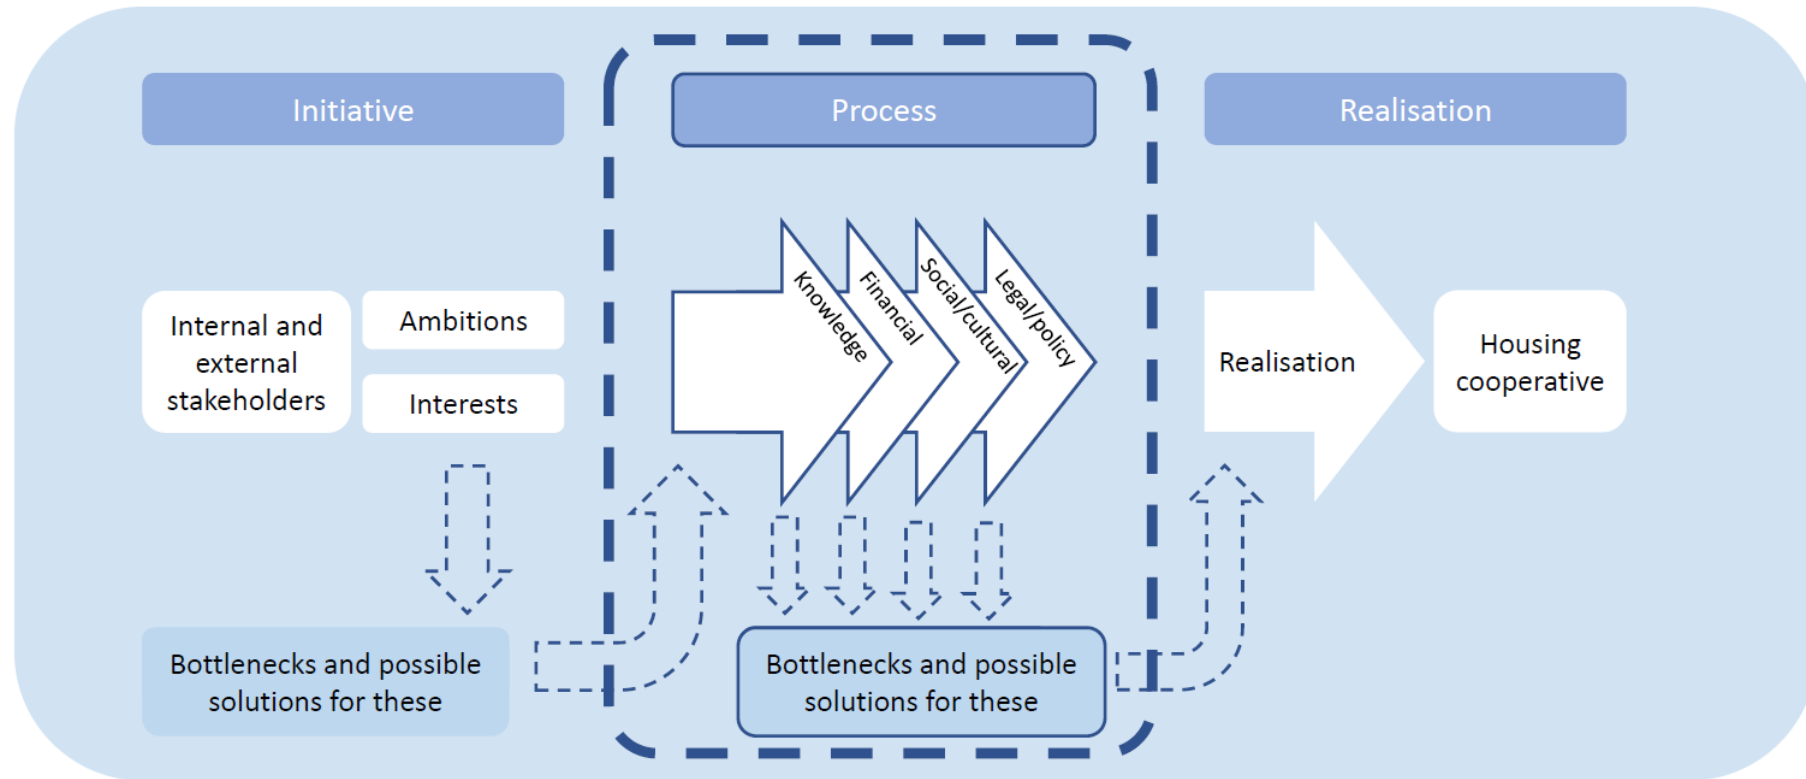 Initiative
Process
Realisation
Internal and
external
stakeholders
Ambitions
Interests
Knowledge
Financial
Social/cultural
Legal/policy
Realisation
Housing
cooperative
Bottlenecks and possible
solutions for these
Bottlenecks and possible
solutions for these